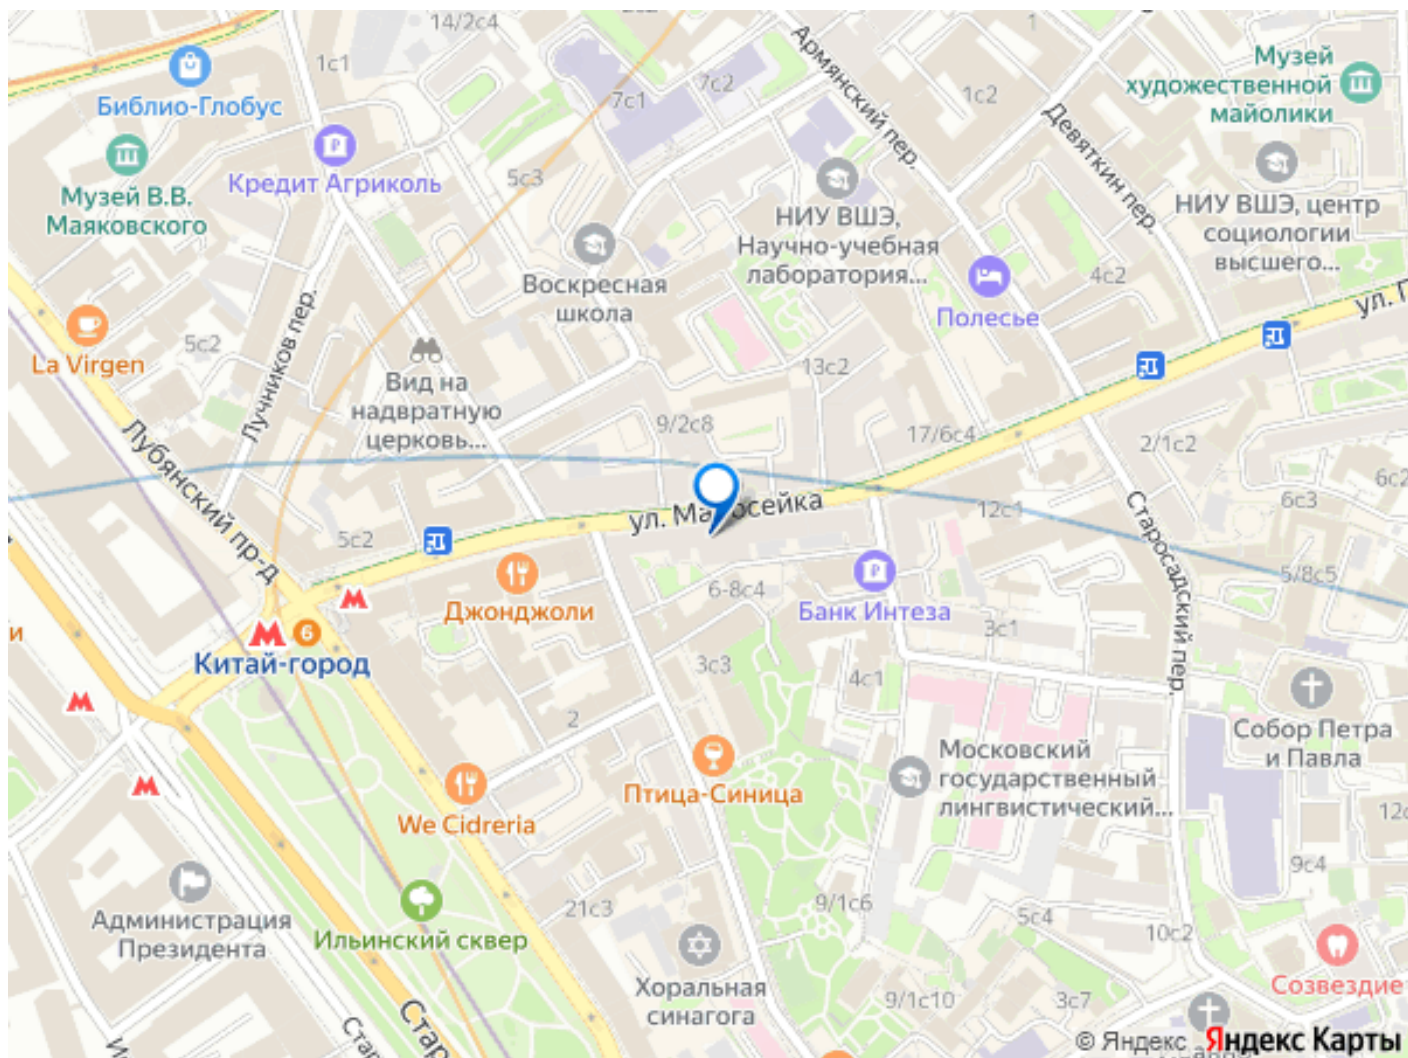 14/2с4
1с1
Библио-Глобус
Музей В.В.
Маяковского
Кредит Агриколь
5с3
7с1
7с2
Армянский пер.
1
1с2
Девяткин пер.
Музей
художественной
майолики
НИУ ВШЭ,
Научно-учебная
лаборатория...
НИУ ВШЭ, центр
социологии
высшего...
4с2
Воскресная
школа
Полесье
ул. П
La Virgen
5с2
Лучников пер.
Вид на
надвратную
церковь...
13с2
9/2с8
17/6с4
2/1с2
6с2
6с3
Лубянский пр-д
ул. Маросейка
12с1
Старосадский пер.
5с2
Джонджоли
6-8с4
Банк Интеза
5/8с5
3с1
и
6
Китай-город
3с3
4с1
2
Собор Петра
и Павла
Московский
государственный
лингвистический...
Птица-Синица
We Cidreria
12с
9с4
Администрация
Президента
21с3
9/1с6
5с4
10с2
Ильинский сквер
Хоральная
синагога
Созвездие
9/1с10
3с7
Стар
Ста
© Яндекс Яндекс Карты